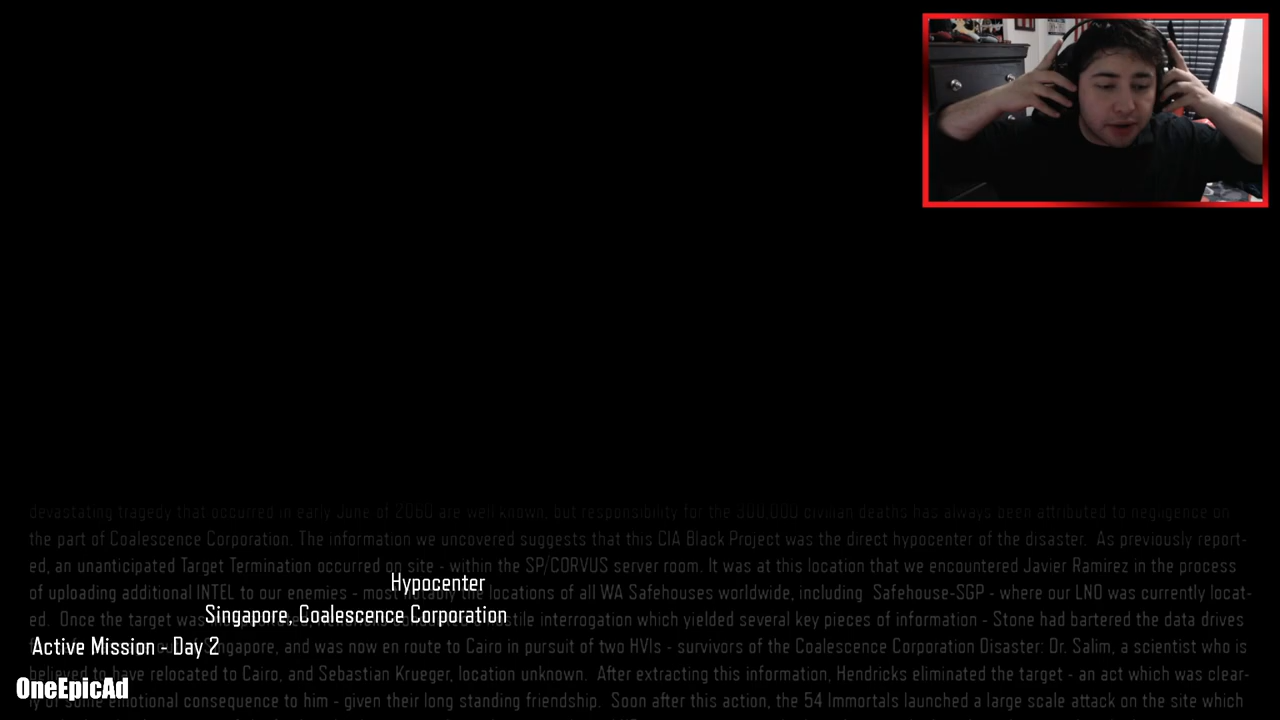 devastating tragedy that occurred in early June of 2060 are well known, but responsibility for the 300,000 civilian deaths has always been attributed to negligence on
the part of Coalescence Corporation. The information we uncovered suggests that this CIA Black Project was the direct hypocenter of the disaster. As previously report-
ed, an unanticipated Target Termination occurred on site - within the SP/CORVUS server room. It was at this location that we encountered Javier Ramirez in the process
of uploading additional INTEL to our enemies - most notably the locations of all WA Safehouses worldwide, including Safehouse-SGP - where our LNO was currently locat-
Hypocenter
ed. Once the target was hostile interrogation which yielded several key pieces of information - Stone had bartered the data drives
Singapore, Coalescence Corporation
Singapore, and was now en route to Cairo in pursuit of two HVIs - survivors of the Coalescence Corporation Disaster: Dr. Salim, a scientist who is
Active Mission - Day 2
believed to have relocated to Cairo, and Sebastian Krueger, location unknown. After extracting this information, Hendricks eliminated the target - an act which was clear-
OneEpicAd
ly of some emotional consequence to him - given their long standing friendship. Soon after this action, the 54 Immortals launched a large scale attack on the site which